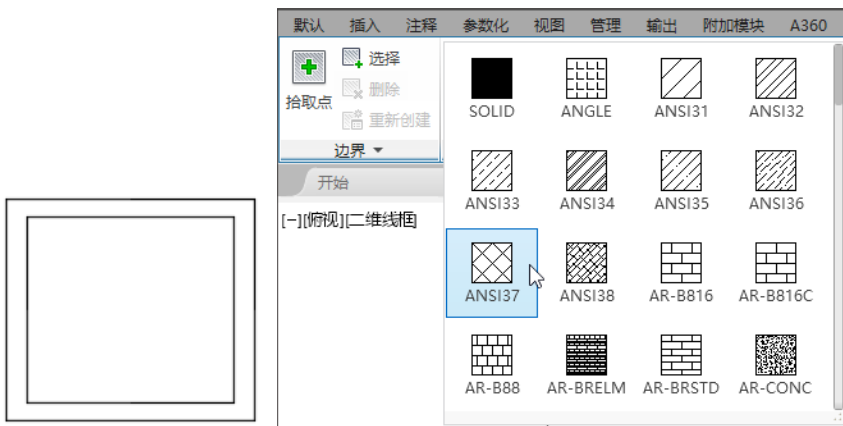 默认 插入 注释 参数化 视图 管理 输出 附加模块 A360
选择
删除
拾取点
重新创建
边界
开始
[−][俯视][二维线框]
SOLID ANGLE ANSI31 ANSI32
ANSI33 ANSI34 ANSI35 ANSI36
ANSI37 ANSI38 AR-B816 AR-B816C
AR-B88 AR-BRELM AR-BRSTD AR-CONC